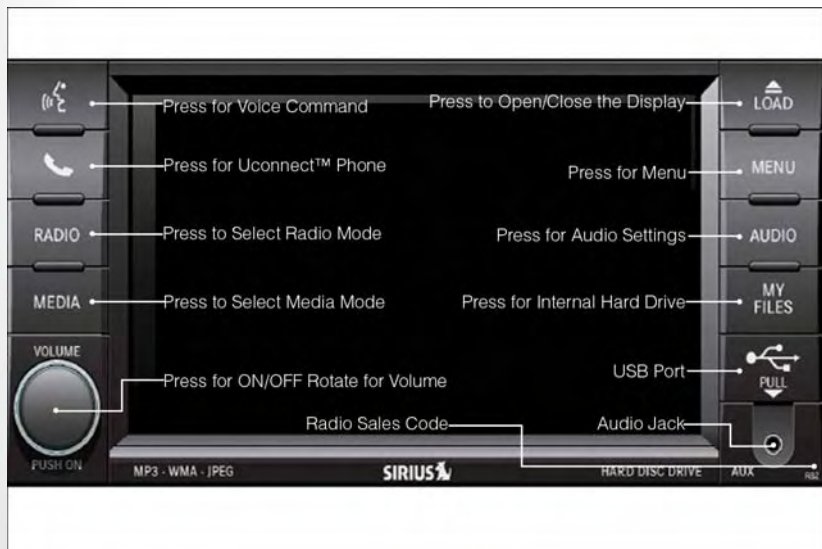 Press for Voice Command
Press to Open/Close the Display
LOAD
Press for Uconnect™ Phone
Press for Menu
MENU
RADIO
Press to Select Radio Mode
Press for Audio Settings
AUDIO
MEDIA
Press to Select Media Mode
Press for Internal Hard Drive
MY
FILES
VOLUME
Press for ON/OFF Rotate for Volume
USB Port
PULL
Radio Sales Code
Audio Jack
PUSH ON
MP3 - WMA - JPEG
SIRIUS
HARD DISC DRIVE
AUX